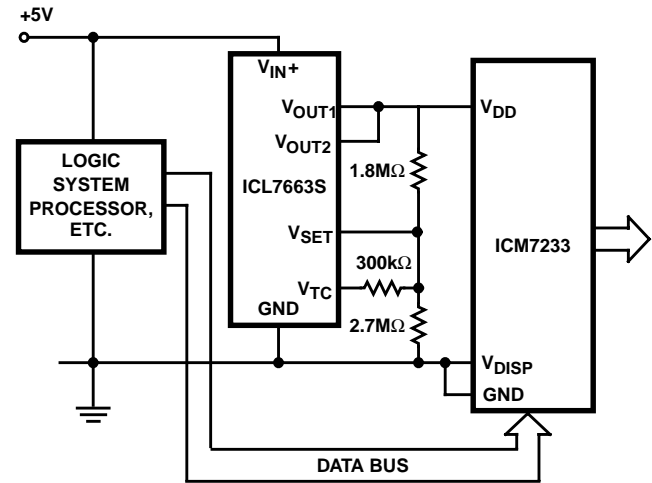 +5V
VIN+
VOUT1
VOUT2
ICL7663S
VSET
VTC
GND
LOGIC
SYSTEM
PROCESSOR,
ETC.
1.8MΩ
300kΩ
2.7MΩ
VDD
ICM7233
VDISP
GND
DATA BUS